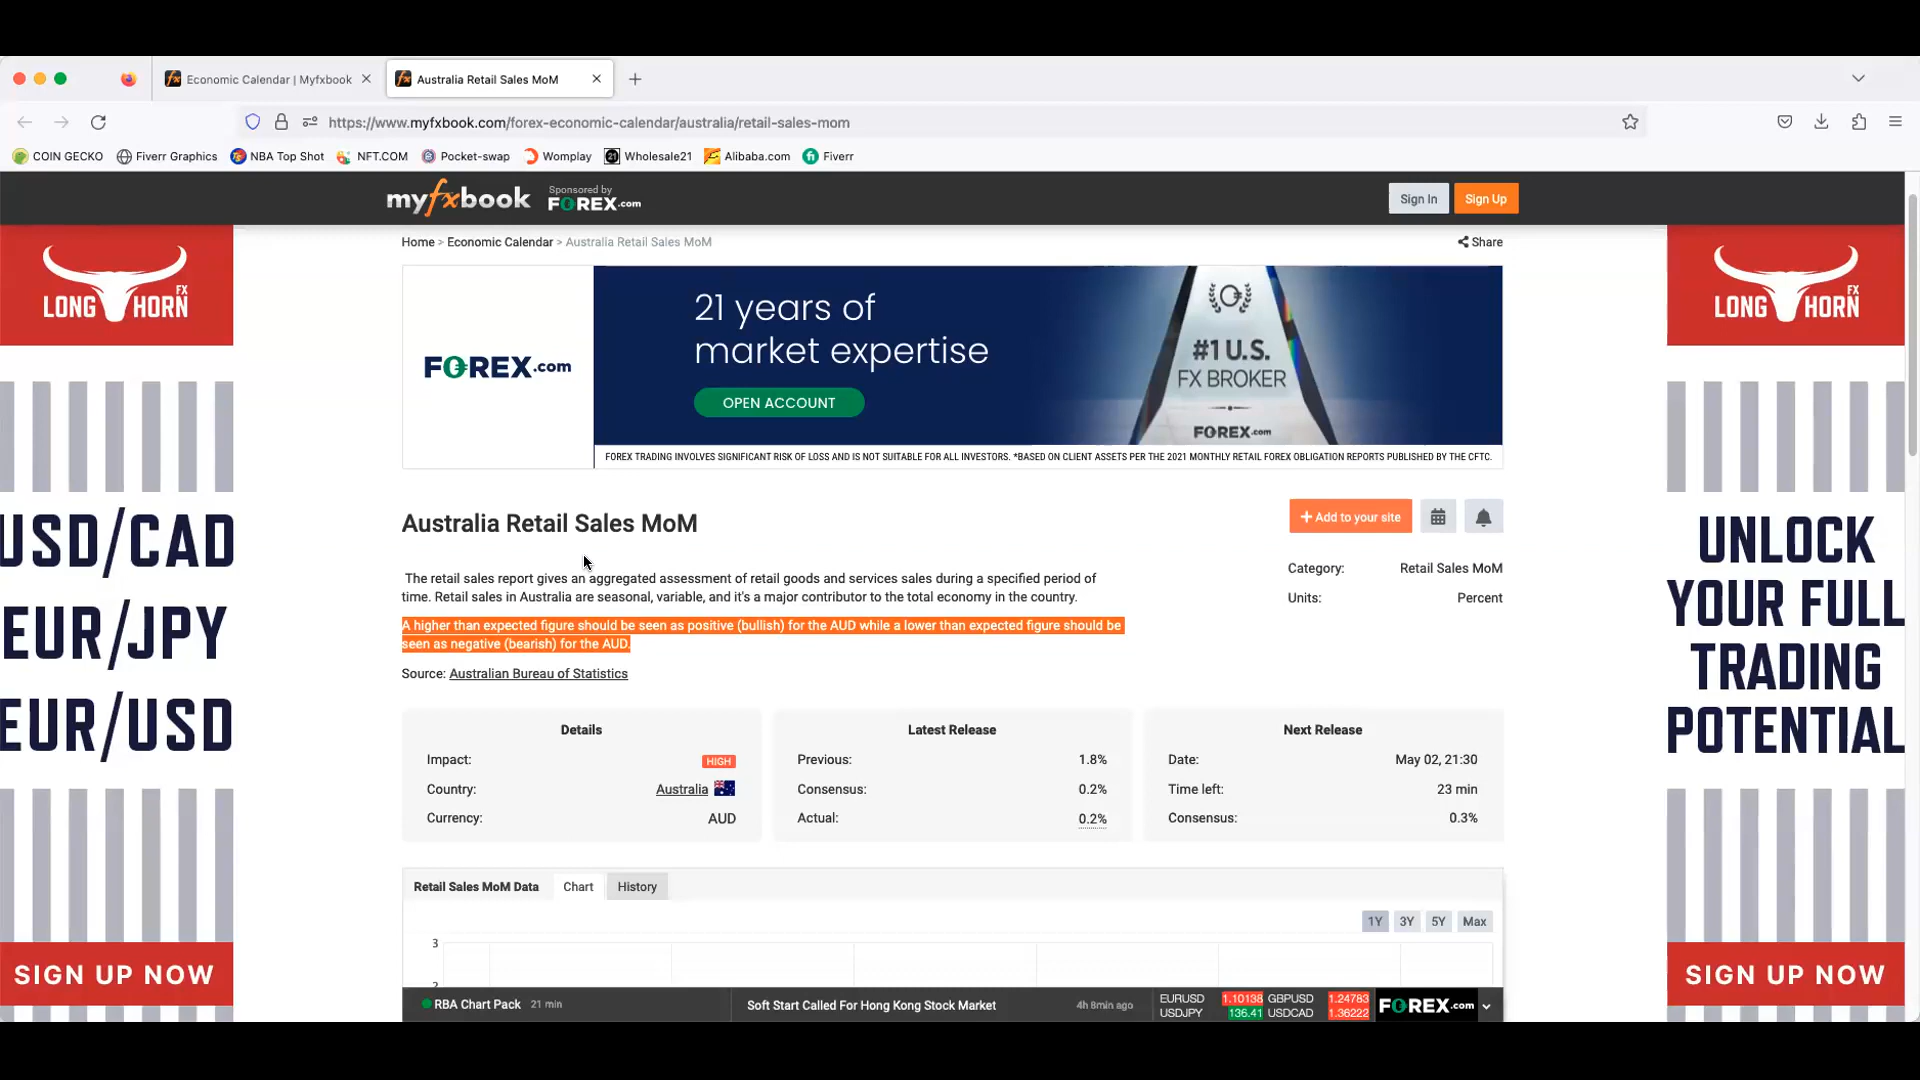 Economic Calendar | Myfxbook
Australia Retail Sales MoM
https://www.myfxbook.com/forex-economic-calendar/australia/retail-sales-mom
COIN GECKO
Fiverr Graphics
NBA Top Shot
NFT.COM
Pocket-swap
Womplay
Wholesale21
Alibaba.com
Fiverr
myfxbook
Sponsored by
FOREX.com
Sign In
Sign Up
Home > Economic Calendar > Australia Retail Sales MoM
Share
LONG HORN FX
USD/CAD
EUR/JPY
EUR/USD
SIGN UP NOW
FOREX.com
21 years of
market expertise
OPEN ACCOUNT
#1 U.S.
FX BROKER
FOREX.com
FOREX TRADING INVOLVES SIGNIFICANT RISK OF LOSS AND IS NOT SUITABLE FOR ALL INVESTORS. *BASED ON CLIENT ASSETS PER THE 2021 MONTHLY RETAIL FOREX OBLIGATION REPORTS PUBLISHED BY THE CFTC.
LONG HORN FX
UNLOCK
YOUR FULL
TRADING
POTENTIAL
SIGN UP NOW
Australia Retail Sales MoM
+ Add to your site
The retail sales report gives an aggregated assessment of retail goods and services sales during a specified period of
time. Retail sales in Australia are seasonal, variable, and it's a major contributor to the total economy in the country.
A higher than expected figure should be seen as positive (bullish) for the AUD while a lower than expected figure should be
seen as negative (bearish) for the AUD.
Source: Australian Bureau of Statistics
Category: Retail Sales MoM
Units: Percent
Details
Impact: HIGH
Country: Australia
Currency: AUD
Latest Release
Previous: 1.8%
Consensus: 0.2%
Actual: 0.2%
Next Release
Date: May 02, 21:30
Time left: 23 min
Consensus: 0.3%
Retail Sales MoM Data
Chart
History
1Y
3Y
5Y
Max
3
2
RBA Chart Pack 21 min
Soft Start Called For Hong Kong Stock Market 4h 8min ago
EURUSD 1.10138 GBPUSD 1.24783
USDJPY 136.41 USDCAD 1.36222
FOREX.com